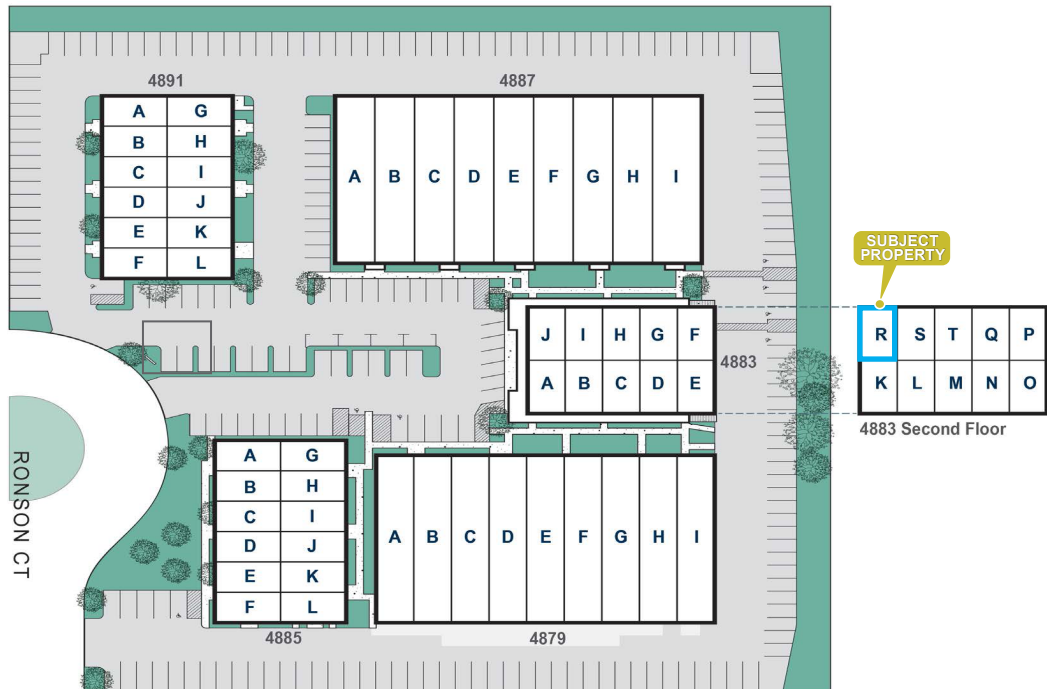 4891
4887
A G
B H
C I
D J
E K
F L
A B C D E F G H I
SUBJECT
PROPERTY
J I H G F
A B C D E
4883
R S T Q P
K L M N O
4883 Second Floor
RONSON CT
A G
B H
C I
D J
E K
F L
A B C D E F G H I
4885
4879